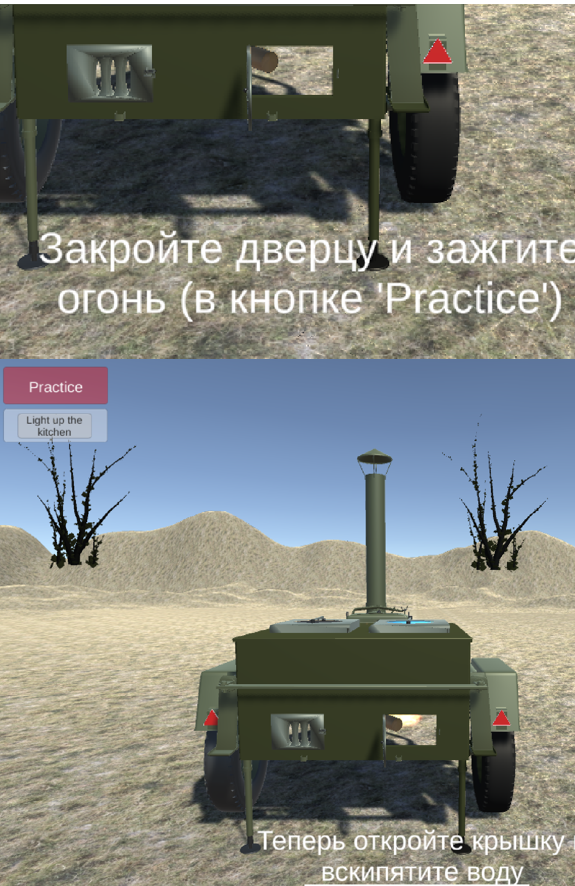 Закройте дверцу и зажгите
огонь (в кнопке 'Practice')
Practice
Light up the
kitchen
Теперь откройте крышку
вскипятите воду